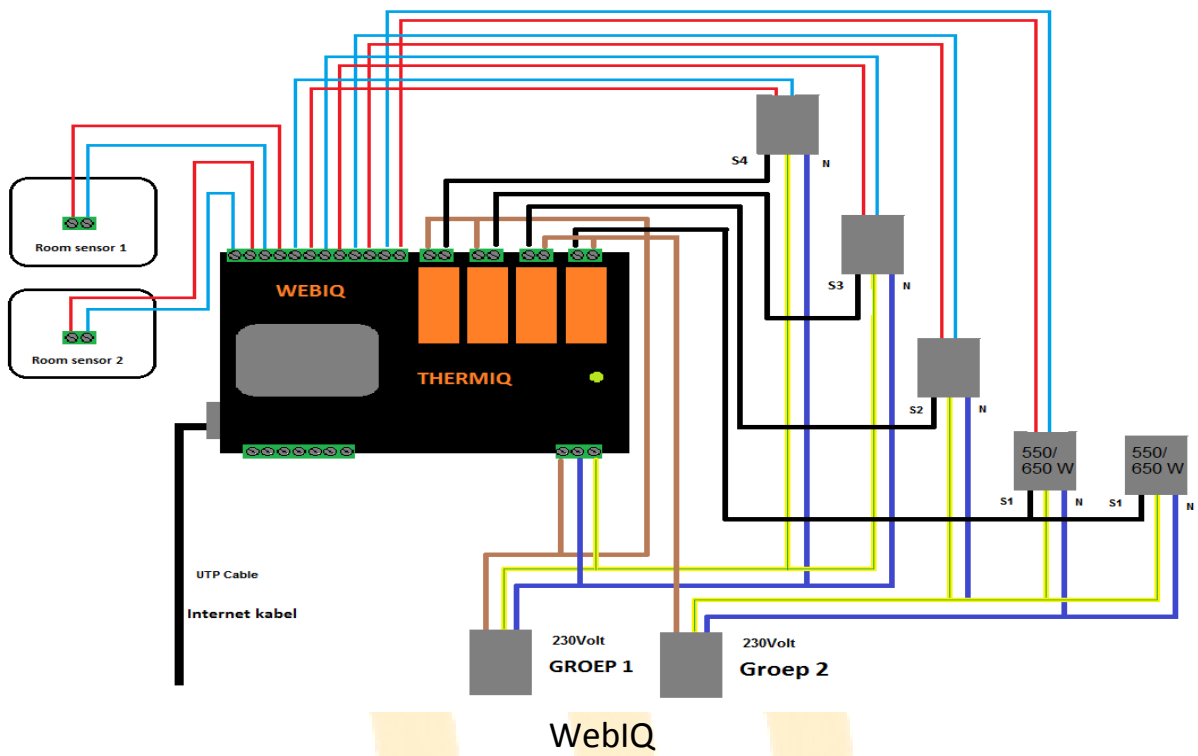 S4
N
Room sensor 1
S3
N
WEBIQ
Room sensor 2
THERMIQ
S2
N
550/
650 W
550/
650 W
S1
N
S1
N
UTP Cable
Internet kabel
230Volt
GROEP 1
230Volt
Groep 2
WebIQ